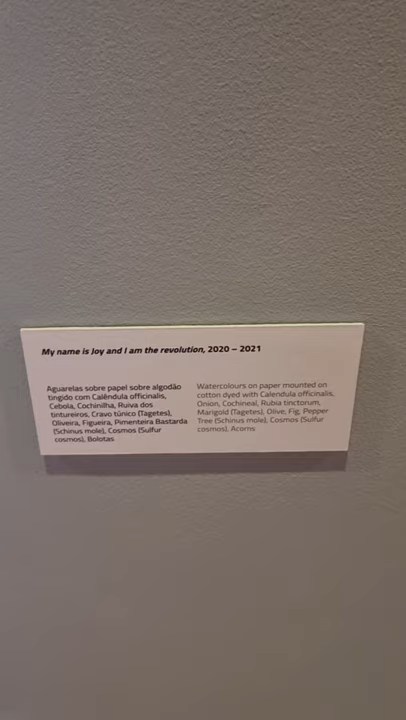 My name is Joy and I am the revolution, 2020 – 2021
Aguarelas sobre papel sobre algodão
tingido com Calêndula officinalis,
Cebola, Cochinilha, Ruiva dos
tintureiros, Cravo túnico (Tagetes),
Oliveira, Figueira, Pimenteira Bastarda
(Schinus mole), Cosmos (Sulfur
cosmos), Bolotas
Watercolours on paper mounted on
cotton dyed with Calendula officinalis,
Onion, Cochineal, Rubia tinctorum,
Marigold (Tagetes), Olive, Fig, Pepper
Tree (Schinus mole), Cosmos (Sulfur
cosmos), Acorns